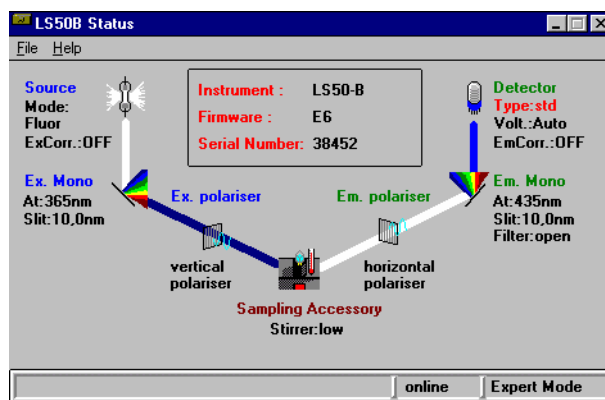 LS50B Status
File Help
Source
Mode:
Fluor
ExCorr.:OFF
Instrument : LS50-B
Firmware : E6
Serial Number: 38452
Detector
Type:std
Volt.:Auto
EmCorr.:OFF
Ex. Mono
At:365nm
Slit:10,0nm
Ex. polariser
Em. polariser
Em. Mono
At:435nm
Slit:10,0nm
Filter:open
vertical
polariser
horizontal
polariser
Sampling Accessory
Stirrer:low
online
Expert Mode